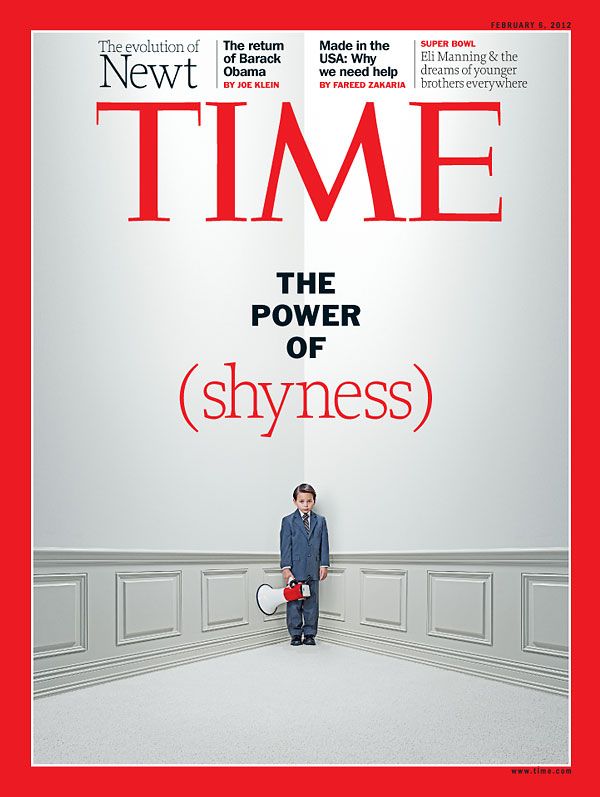 FEBRUARY 6, 2012
The evolution of
Newt
The return
of Barack
Obama
BY JOE KLEIN
Made in the
USA: Why
we need help
BY FAREED ZAKARIA
SUPER BOWL
Eli Manning & the
dreams of younger
brothers everywhere
TIME
THE
POWER
OF
(shyness)
www.time.com